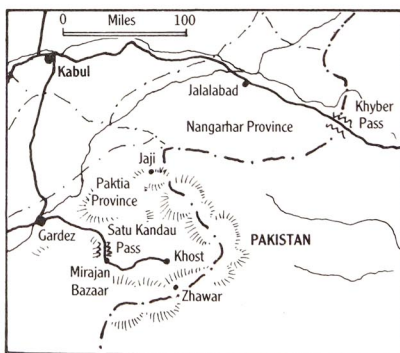 0 Miles 100
Kabul
Jalalabad
Khyber
Pass
Nangarhar Province
Jaji
Paktia
Province
Gardez
Satu Kandau
Pass
PAKISTAN
Khost
Mirajan
Bazaar
Zhawar